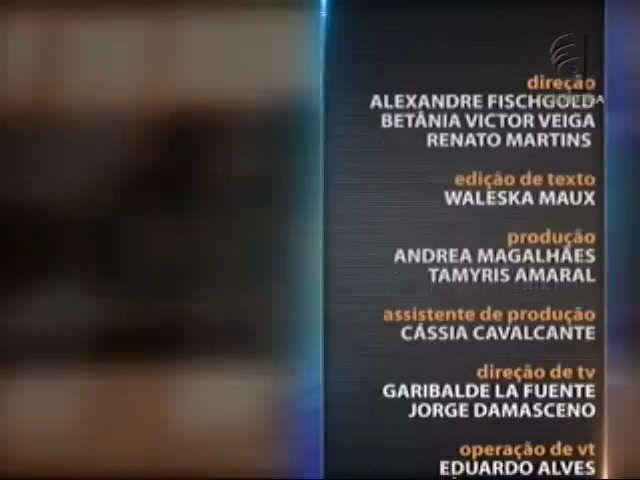 direção
ALEXANDRE FISCHGOLD
BETÂNIA VICTOR VEIGA
RENATO MARTINS
edição de texto
WALESKA MAUX
produção
ANDREA MAGALHÃES
TAMYRIS AMARAL
assistente de produção
CÁSSIA CAVALCANTE
direção de tv
GARIBALDE LA FUENTE
JORGE DAMASCENO
operação de vt
EDUARDO ALVES